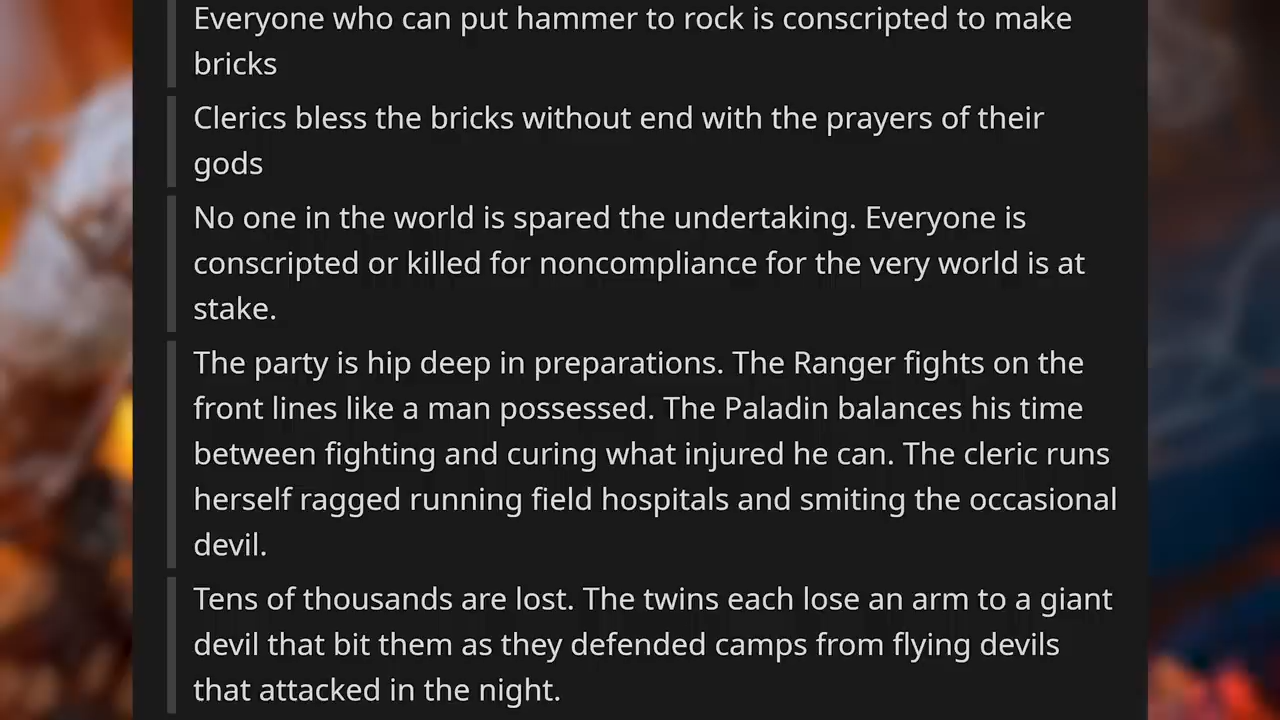 Everyone who can put hammer to rock is conscripted to make
bricks
Clerics bless the bricks without end with the prayers of their
gods
No one in the world is spared the undertaking. Everyone is
conscripted or killed for noncompliance for the very world is at
stake.
The party is hip deep in preparations. The Ranger fights on the
front lines like a man possessed. The Paladin balances his time
between fighting and curing what injured he can. The cleric runs
herself ragged running field hospitals and smiting the occasional
devil.
Tens of thousands are lost. The twins each lose an arm to a giant
devil that bit them as they defended camps from flying devils
that attacked in the night.